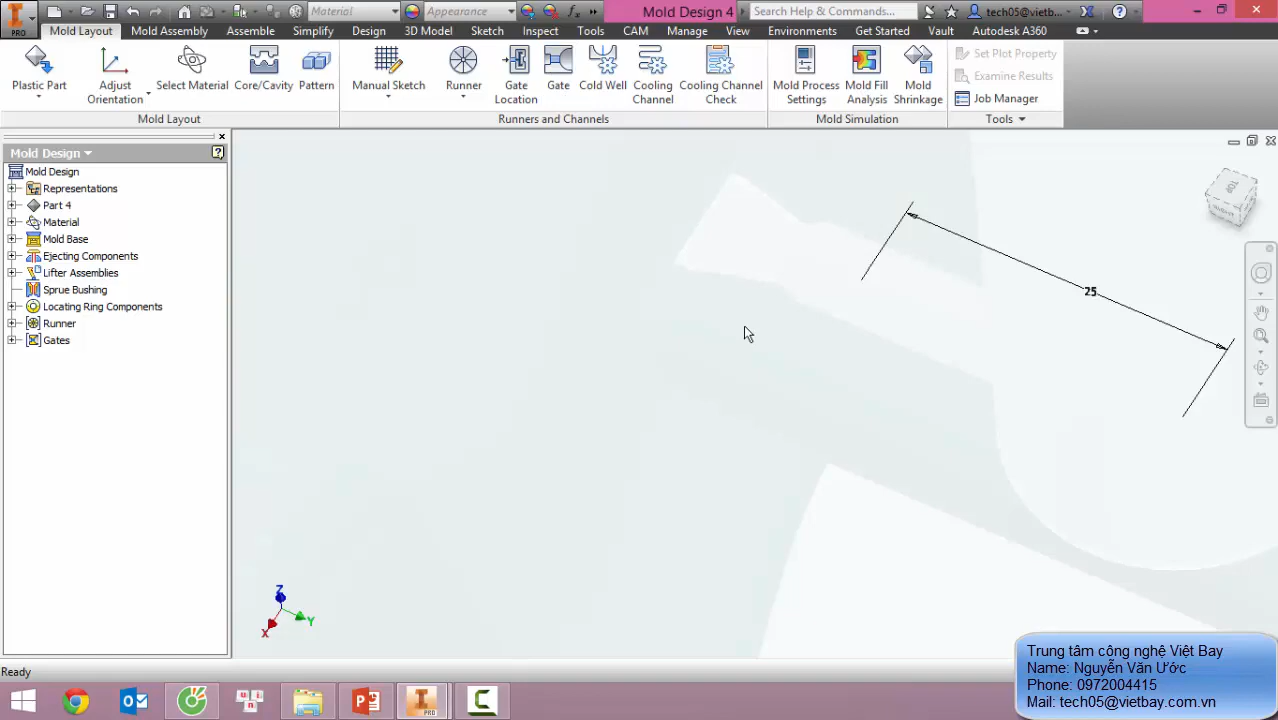 Material
Appearance
Mold Design 4
Search Help & Commands...
tech05@vietb...
PRO
Mold Layout
Mold Assembly
Assemble
Simplify
Design
3D Model
Sketch
Inspect
Tools
CAM
Manage
View
Environments
Get Started
Vault
Autodesk A360
Plastic Part
Adjust Orientation
Select Material
Core/Cavity
Pattern
Manual Sketch
Runner
Gate Location
Gate
Cold Well
Cooling Channel
Cooling Channel Check
Mold Process Settings
Mold Fill Analysis
Mold Shrinkage
Set Plot Property
Examine Results
Job Manager
Mold Layout
Runners and Channels
Mold Simulation
Tools
Mold Design
Mold Design
Representations
Part 4
Material
Mold Base
Ejecting Components
Lifter Assemblies
Sprue Bushing
Locating Ring Components
Runner
Gates
25
Z
Y
X
Ready
Trung tâm công nghệ Việt Bay
Name: Nguyễn Văn Ước
Phone: 0972004415
Mail: tech05@vietbay.com.vn
PRO